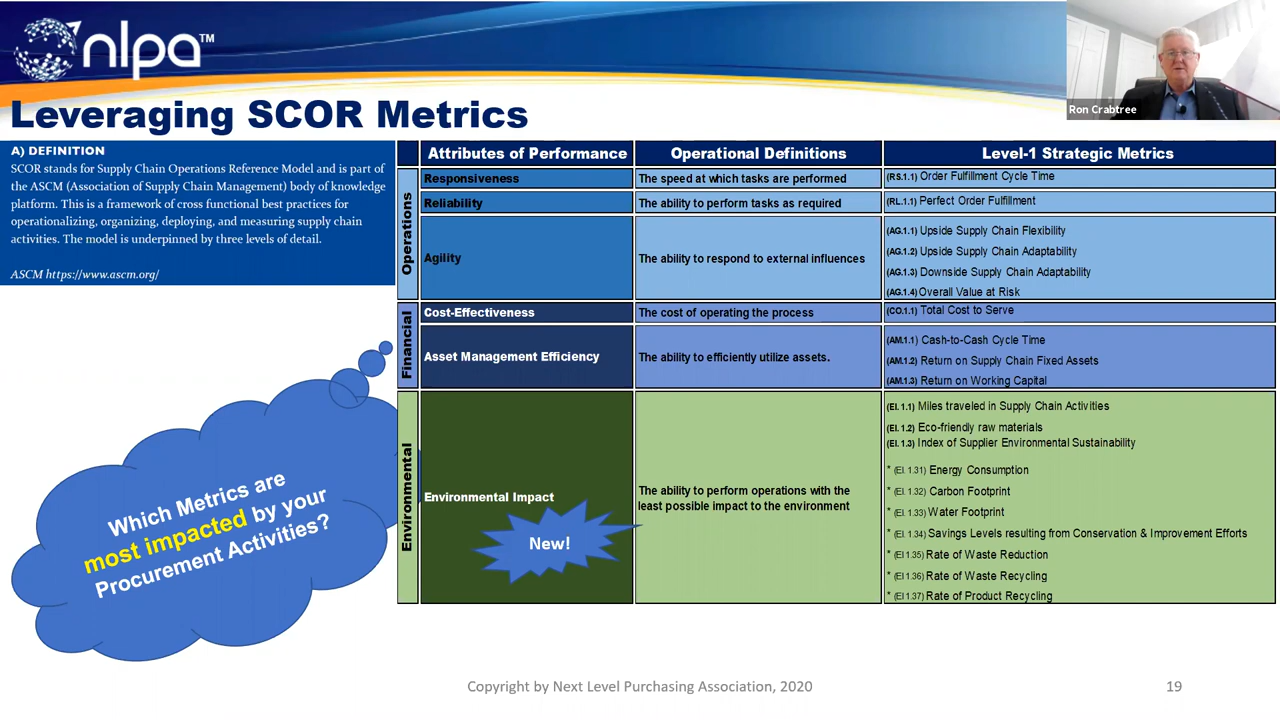 nlpa™
Ron Crabtree
Leveraging SCOR Metrics
A) DEFINITION
SCOR stands for Supply Chain Operations Reference Model and is part of
the ASCM (Association of Supply Chain Management) body of knowledge
platform. This is a framework of cross functional best practices for
operationalizing, organizing, deploying, and measuring supply chain
activities. The model is underpinned by three levels of detail.
ASCM https://www.ascm.org/
Which Metrics are
most impacted by your
Procurement Activities?
Attributes of Performance Operational Definitions Level-1 Strategic Metrics
Operations
Responsiveness The speed at which tasks are performed (RS.1.1) Order Fulfillment Cycle Time
Reliability The ability to perform tasks as required (RL.1.1) Perfect Order Fulfillment
Agility The ability to respond to external influences
(AG.1.1) Upside Supply Chain Flexibility
(AG.1.2) Upside Supply Chain Adaptability
(AG.1.3) Downside Supply Chain Adaptability
(AG.1.4) Overall Value at Risk
Financial
Cost-Effectiveness The cost of operating the process (CO.1.1) Total Cost to Serve
Asset Management Efficiency The ability to efficiently utilize assets.
(AM.1.1) Cash-to-Cash Cycle Time
(AM.1.2) Return on Supply Chain Fixed Assets
(AM.1.3) Return on Working Capital
Environmental
Environmental Impact
New!
The ability to perform operations with the
least possible impact to the environment
(EI. 1.1) Miles traveled in Supply Chain Activities
(EI. 1.2) Eco-friendly raw materials
(EI. 1.3) Index of Supplier Environmental Sustainability
* (EI. 1.31) Energy Consumption
* (EI. 1.32) Carbon Footprint
* (EI. 1.33) Water Footprint
* (EI. 1.34) Savings Levels resulting from Conservation & Improvement Efforts
* (EI.1.35) Rate of Waste Reduction
* (EI 1.36) Rate of Waste Recycling
* (EI 1.37) Rate of Product Recycling
Copyright by Next Level Purchasing Association, 2020
19